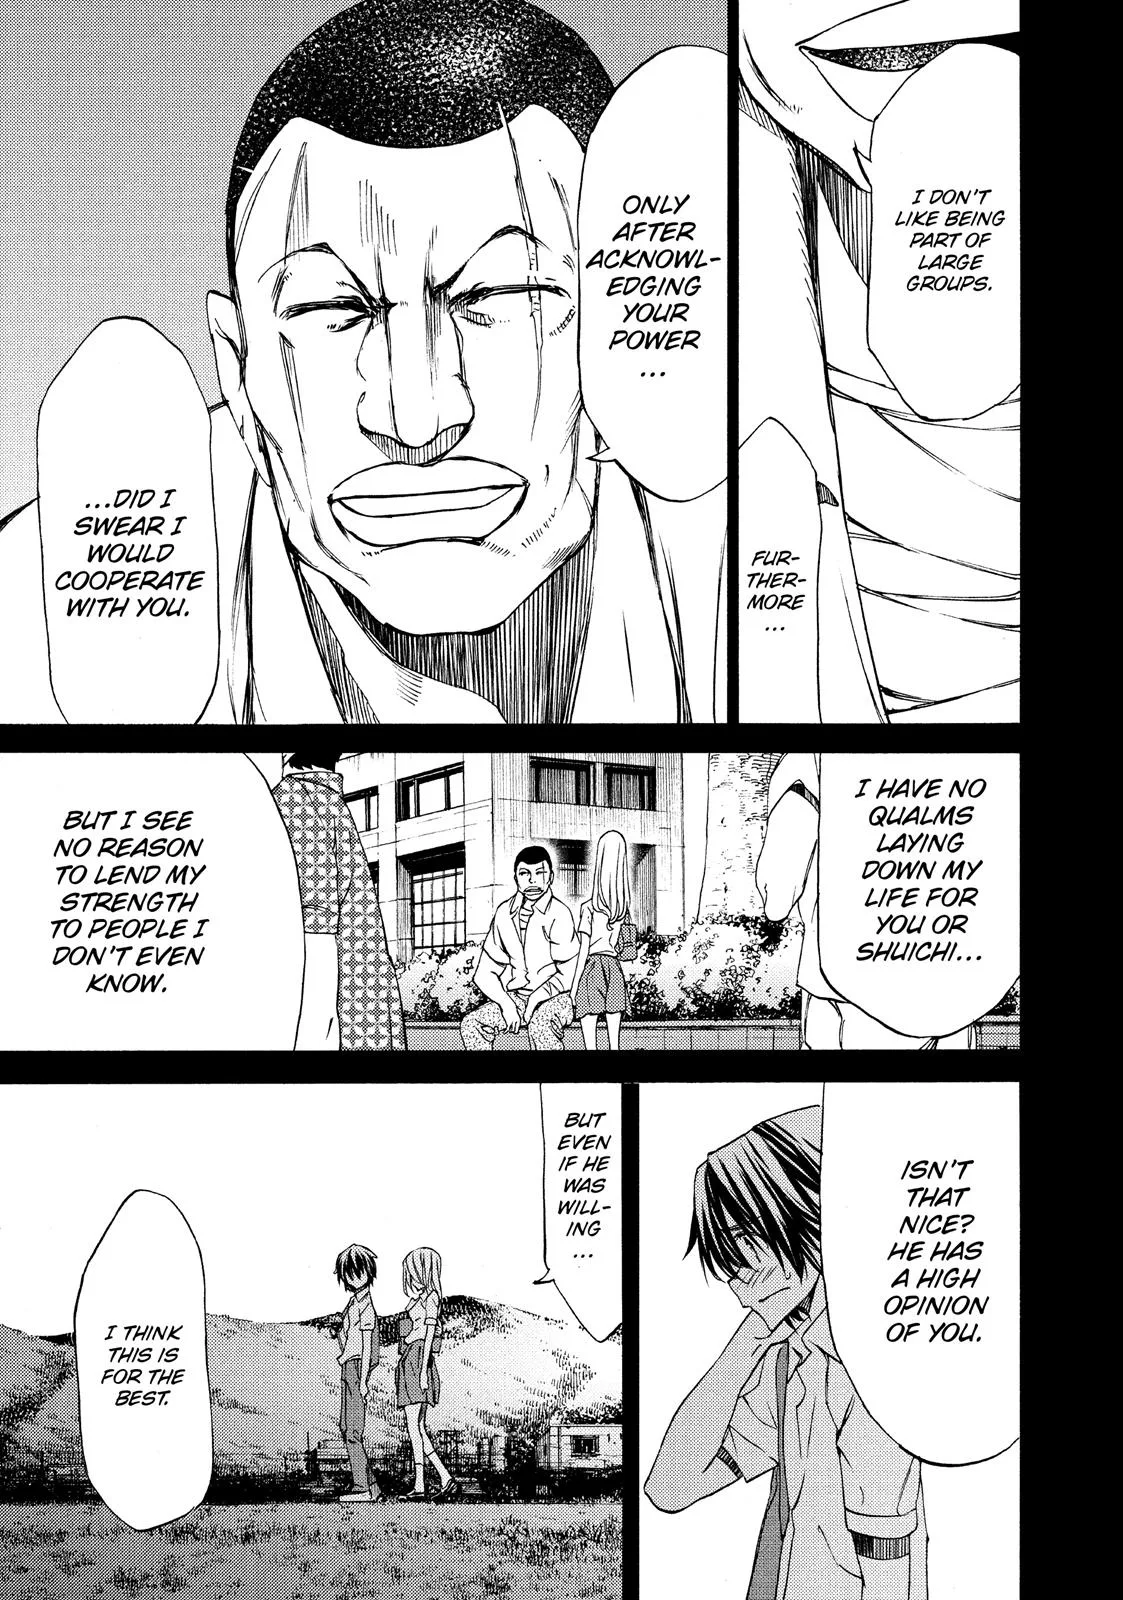 I DON'T
LIKE BEING
PART OF
LARGE
GROUPS.
FUR-
THER-
MORE
...
ONLY
AFTER
ACKNOWL-
EDGING
YOUR
POWER
...
...DID I
SWEAR I
WOULD
COOPERATE
WITH YOU.
I HAVE NO
QUALMS
LAYING
DOWN MY
LIFE FOR
YOU OR
SHUICHI...
BUT I SEE
NO REASON
TO LEND MY
STRENGTH
TO PEOPLE I
DON'T EVEN
KNOW.
ISN'T
THAT
NICE?
HE HAS
A HIGH
OPINION
OF YOU.
BUT
EVEN
IF HE
WAS
WILL-
ING
...
I THINK
THIS IS
FOR THE
BEST.